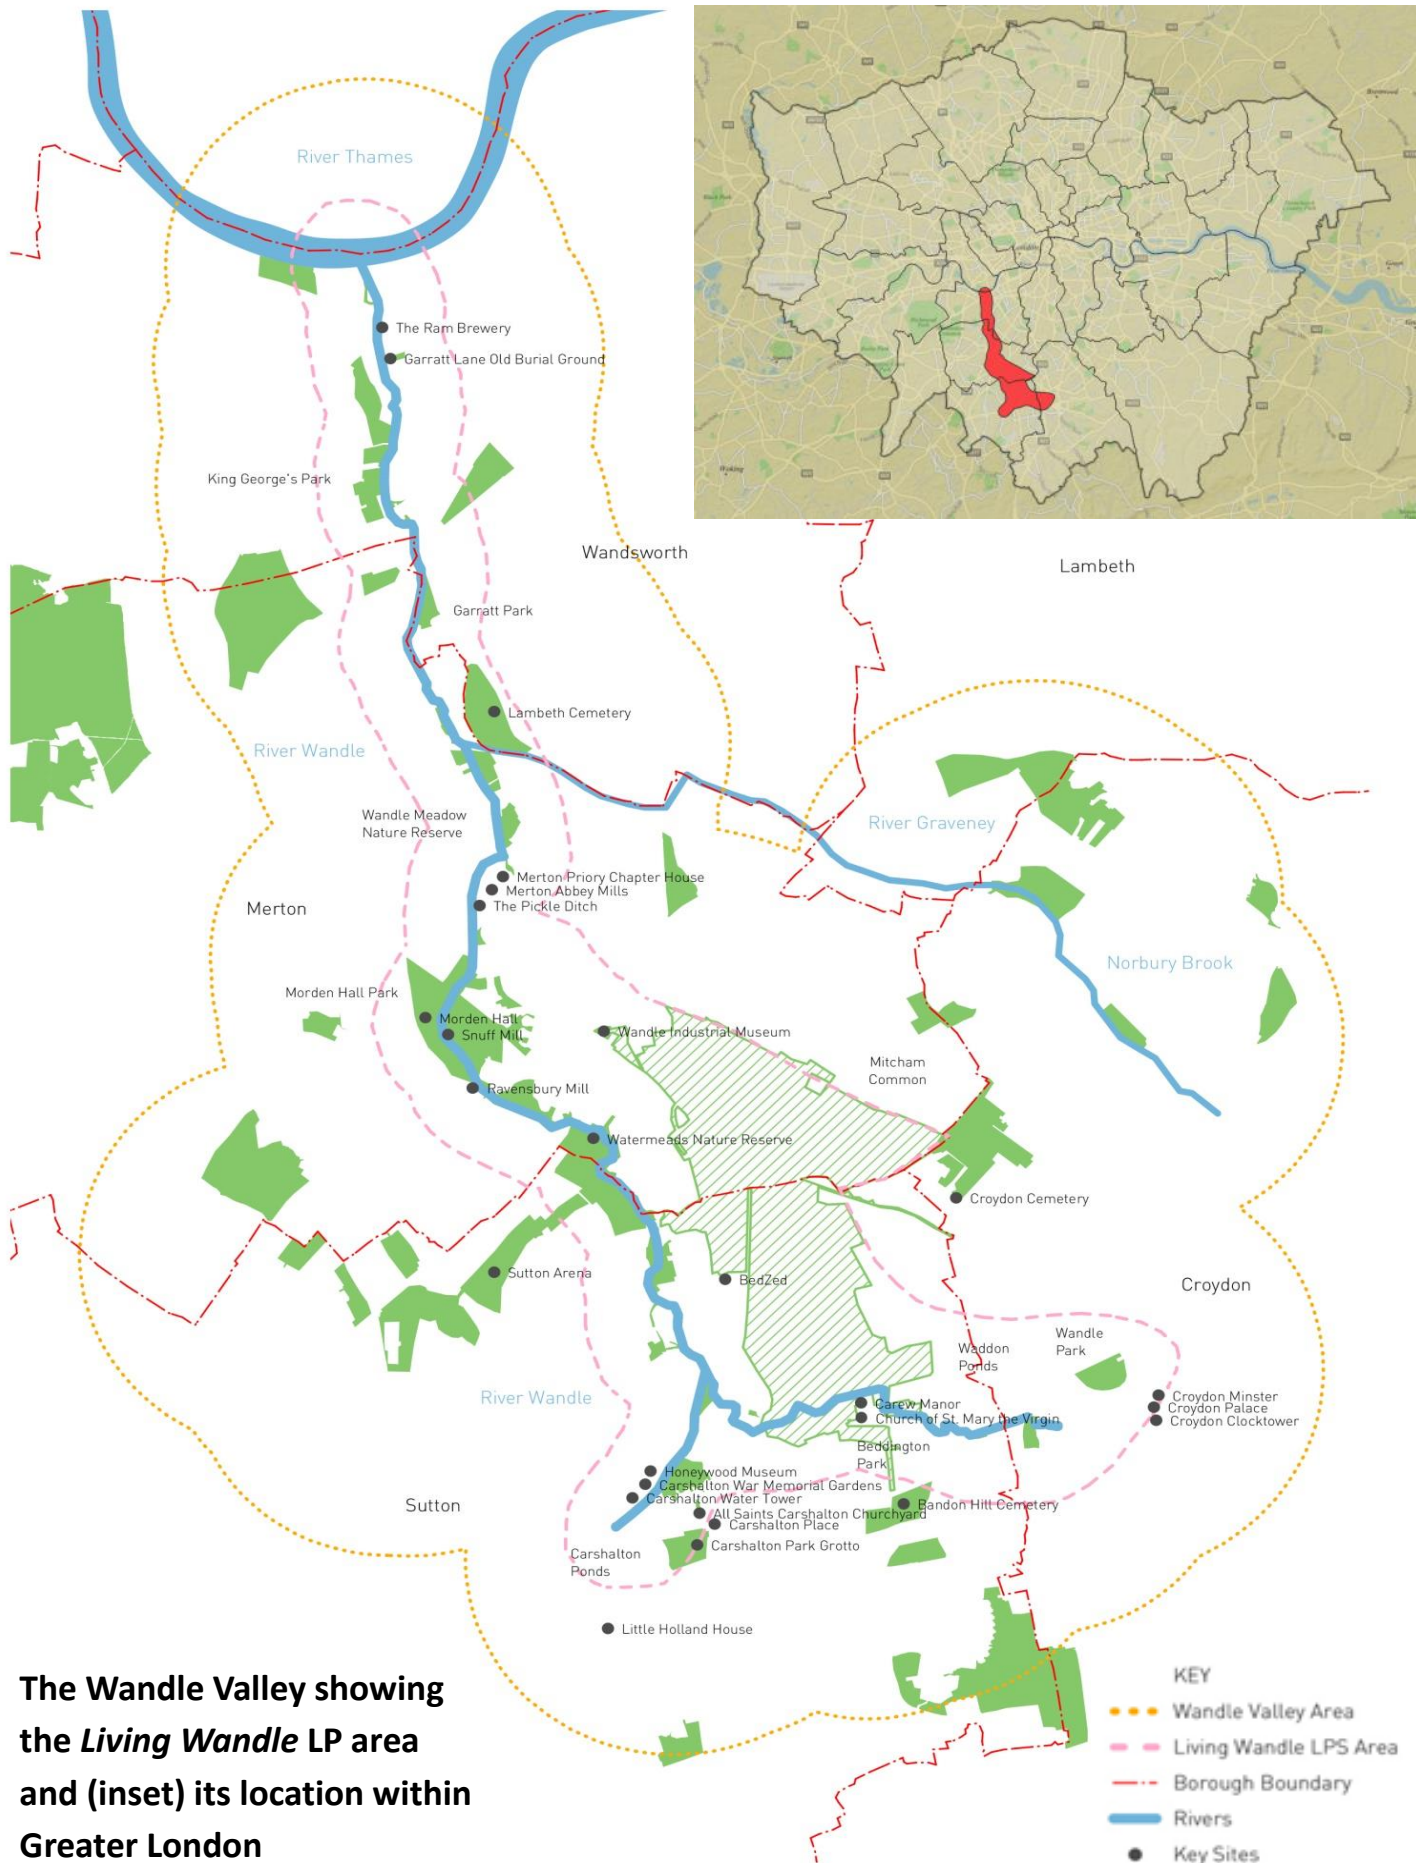 River Thames
The Ram Brewery
Garratt Lane Old Burial Ground
King George's Park
Wandsworth
Lambeth
Garratt Park
Lambeth Cemetery
River Wandle
Wandle Meadow
Nature Reserve
River Graveney
Merton Priory Chapter House
Merton Abbey Mills
The Pickle Ditch
Merton
Norbury Brook
Morden Hall Park
Morden Hall
Snuff Mill
Wandle Industrial Museum
Mitcham
Common
Ravensbury Mill
Watermeads Nature Reserve
Croydon Cemetery
Sutton Arena
BedZed
Croydon
Wandle
Park
Waddon
Ponds
River Wandle
Carew Manor
Church of St. Mary the Virgin
Croydon Minster
Croydon Palace
Croydon Clocktower
Beddington
Park
Honeywood Museum
Carshalton War Memorial Gardens
Carshalton Water Tower
Sutton
All Saints Carshalton Churchyard
Carshalton Place
Bandon Hill Cemetery
Carshalton Park Grotto
Carshalton
Ponds
Little Holland House
The Wandle Valley showing
the Living Wandle LP area
and (inset) its location within
Greater London
KEY
Wandle Valley Area
Living Wandle LPS Area
Borough Boundary
Rivers
Key Sites